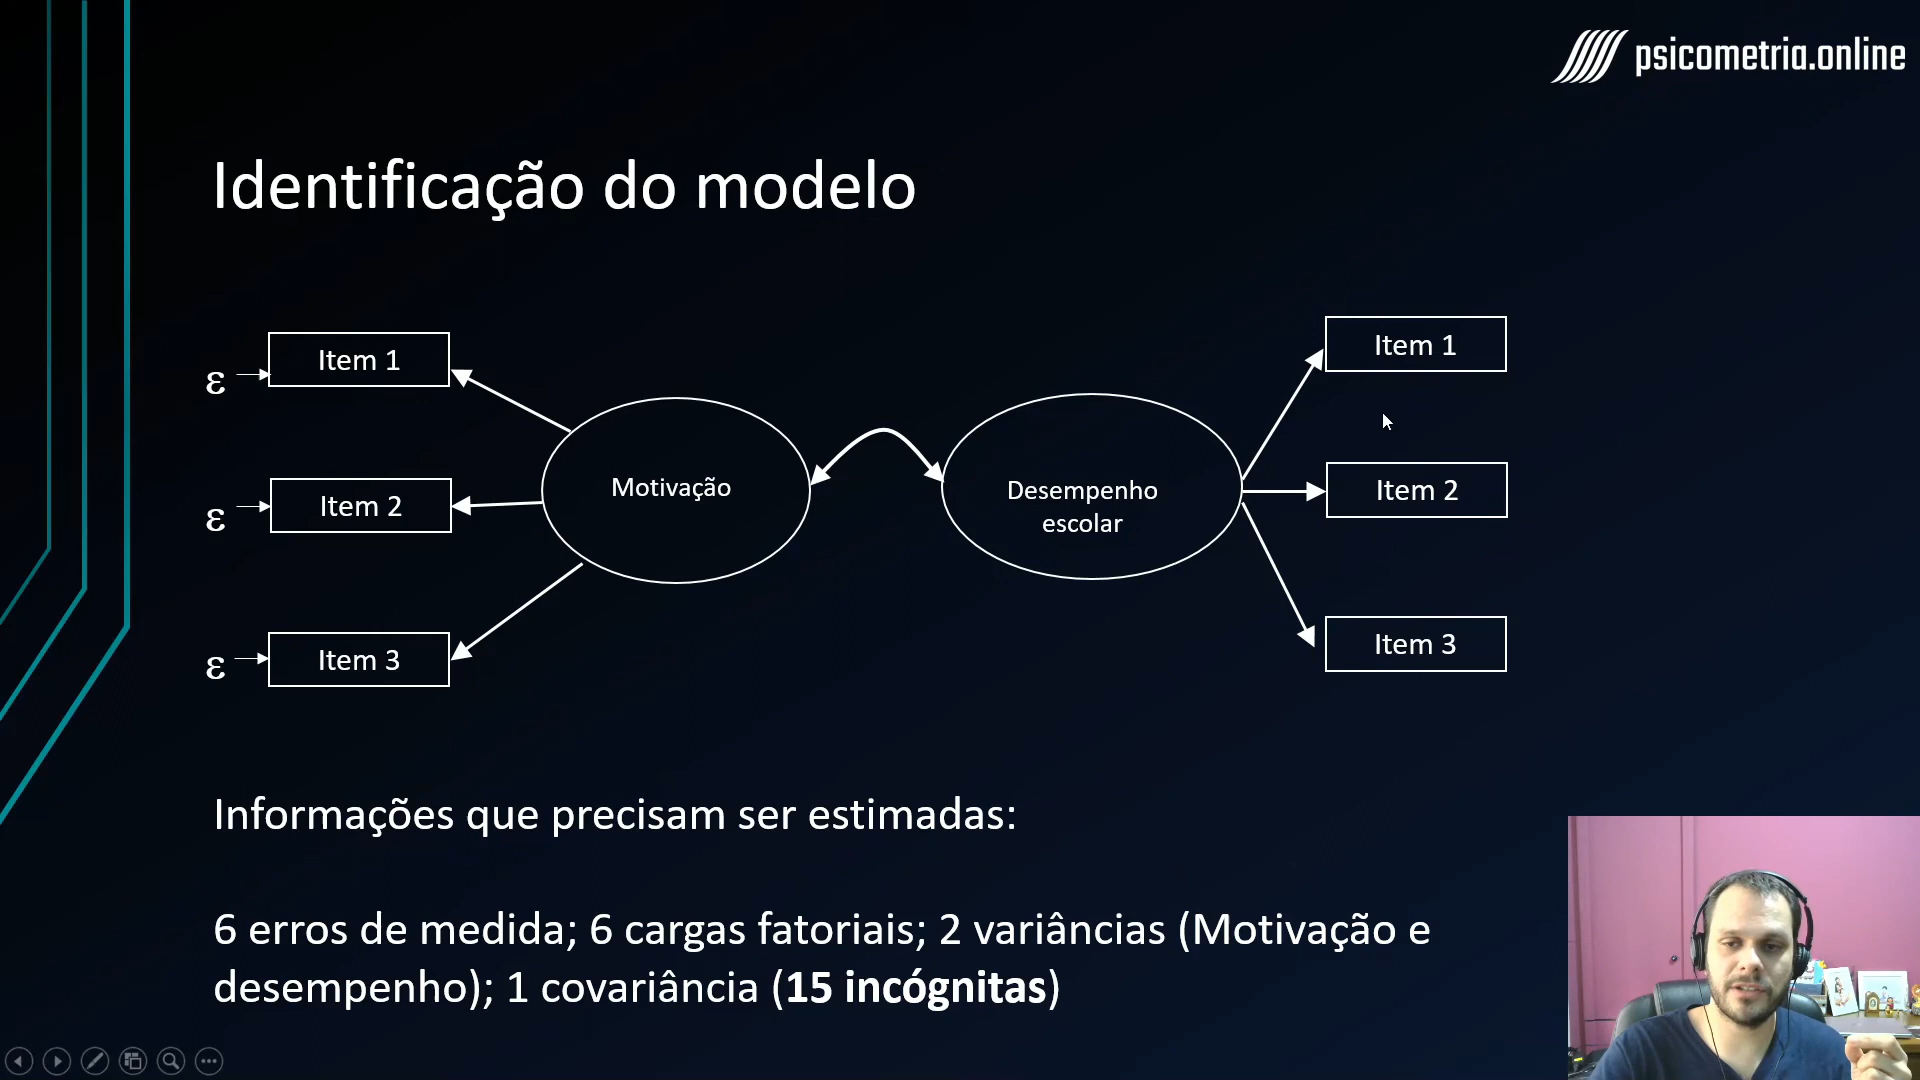 psicometria.online
Identificação do modelo
Item 1
Item 1
ε
Motivação
Desempenho
escolar
Item 2
Item 2
ε
Item 3
Item 3
ε
Informações que precisam ser estimadas:
6 erros de medida; 6 cargas fatoriais; 2 variâncias (Motivação e
desempenho); 1 covariância (15 incógnitas)